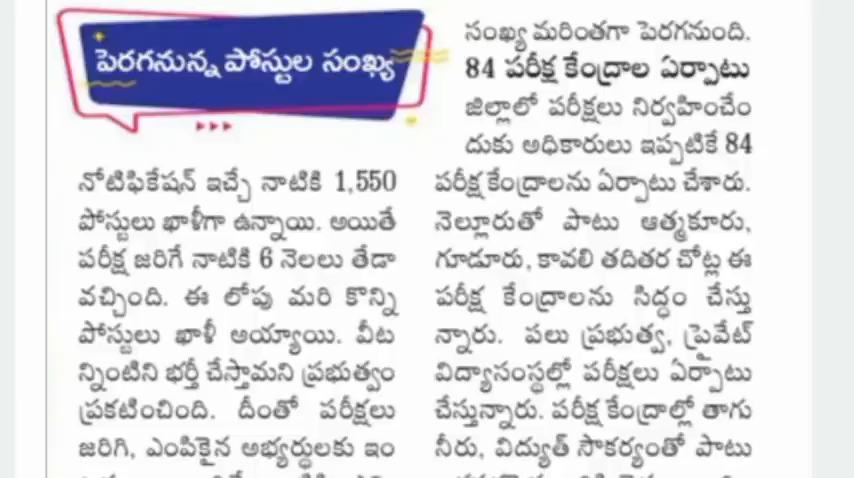 పెరగనున్న పోస్టుల సంఖ్య
నోటిఫికేషన్ ఇచ్చే నాటికి 1,550
పోస్టులు ఖాళీగా ఉన్నాయి. అయితే
పరీక్ష జరిగే నాటికి 6 నెలలు తేడా
వచ్చింది. ఈ లోపు మరి కొన్ని
పోస్టులు ఖాళీ అయ్యాయి. వీట
న్నింటిని భర్తీ చేస్తామని ప్రభుత్వం
ప్రకటించింది. దీంతో పరీక్షలు
జరిగి, ఎంపికైన అభ్యర్థులకు ఇం
సంఖ్య మరింతగా పెరగనుంది.
84 పరీక్ష కేంద్రాల ఏర్పాటు
జిల్లాలో పరీక్షలు నిర్వహించేం
దుకు అధికారులు ఇప్పటికే 84
పరీక్షకేంద్రాలను ఏర్పాటు చేశారు.
నెల్లూరుతో పాటు ఆత్మకూరు,
గూడూరు, కావలి తదితర చోట్ల ఈ
పరీక్ష కేంద్రాలను సిద్ధం చేస్తు
న్నారు. పలు ప్రభుత్వ, ప్రైవేట్
విద్యాసంస్థల్లో పరీక్షలు ఏర్పాటు
చేస్తున్నారు. పరీక్షకేంద్రాల్లో తాగు
నీరు, విద్యుత్ సౌకర్యంతో పాటు